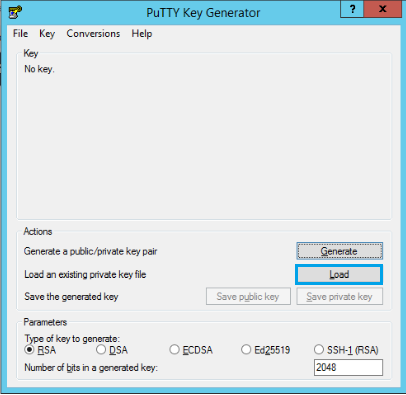 PuTTY Key Generator
? x
File Key Conversions Help
Key
No key.
Actions
Generate a public/private key pair
Generate
Load an existing private key file
Load
Save the generated key
Save public key
Save private key
Parameters
Type of key to generate:
RSA DSA ECDSA Ed25519 SSH-1 (RSA)
Number of bits in a generated key:
2048